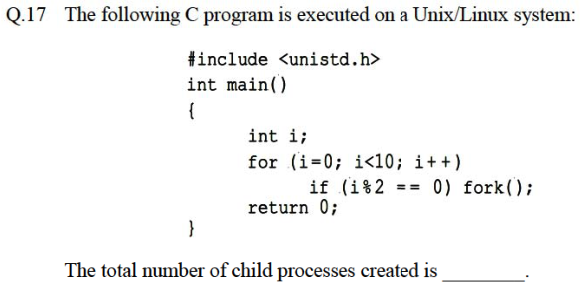 Q.17 The following C program is executed on a Unix/Linux system:
#include <unistd.h>
int main()
{
int i;
for (i=0; i<10; i++)
if (i%2 == 0) fork();
return 0;
}
The total number of child processes created is ________.